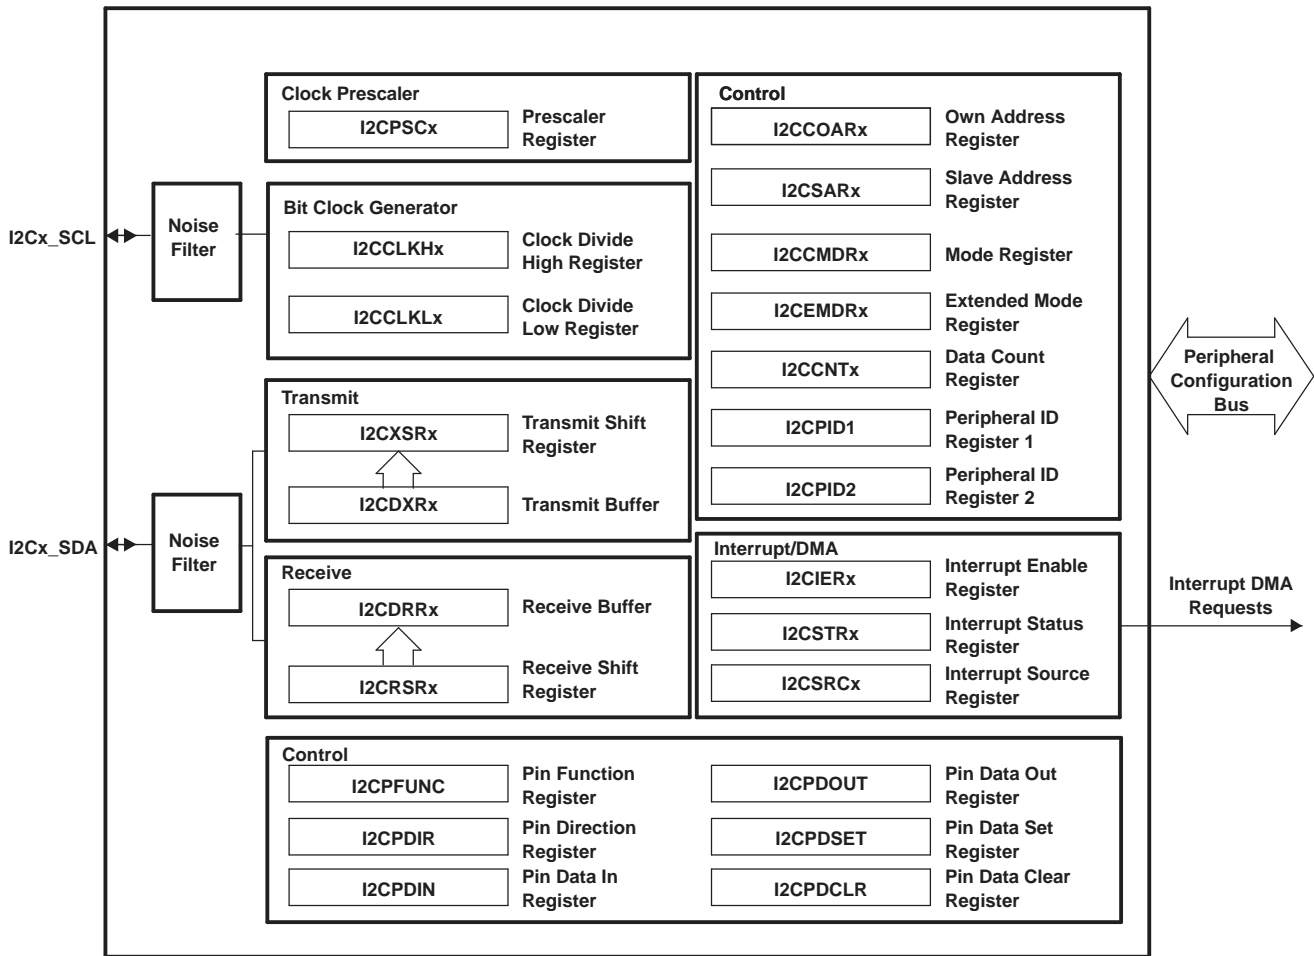 Clock Prescaler
I2CPSCx
Prescaler
Register
Control
I2CCOARx
Own Address
Register
I2CSARx
Slave Address
Register
I2CCMDRx
Mode Register
I2CEMDRx
Extended Mode
Register
I2CCNTx
Data Count
Register
I2CPID1
Peripheral ID
Register 1
I2CPID2
Peripheral ID
Register 2
I2Cx_SCL
Noise
Filter
Bit Clock Generator
I2CCLKHx
Clock Divide
High Register
I2CCLKLx
Clock Divide
Low Register
Peripheral
Configuration
Bus
Transmit
I2CXSRx
Transmit Shift
Register
I2CDXRx
Transmit Buffer
I2Cx_SDA
Noise
Filter
Receive
I2CDRRx
Receive Buffer
I2CRSRx
Receive Shift
Register
Interrupt/DMA
I2CIERx
Interrupt Enable
Register
I2CSTRx
Interrupt Status
Register
I2CSRCx
Interrupt Source
Register
Interrupt DMA
Requests
Control
I2CPFUNC
Pin Function
Register
I2CPDIR
Pin Direction
Register
I2CPDIN
Pin Data In
Register
I2CPDOUT
Pin Data Out
Register
I2CPDSET
Pin Data Set
Register
I2CPDCLR
Pin Data Clear
Register